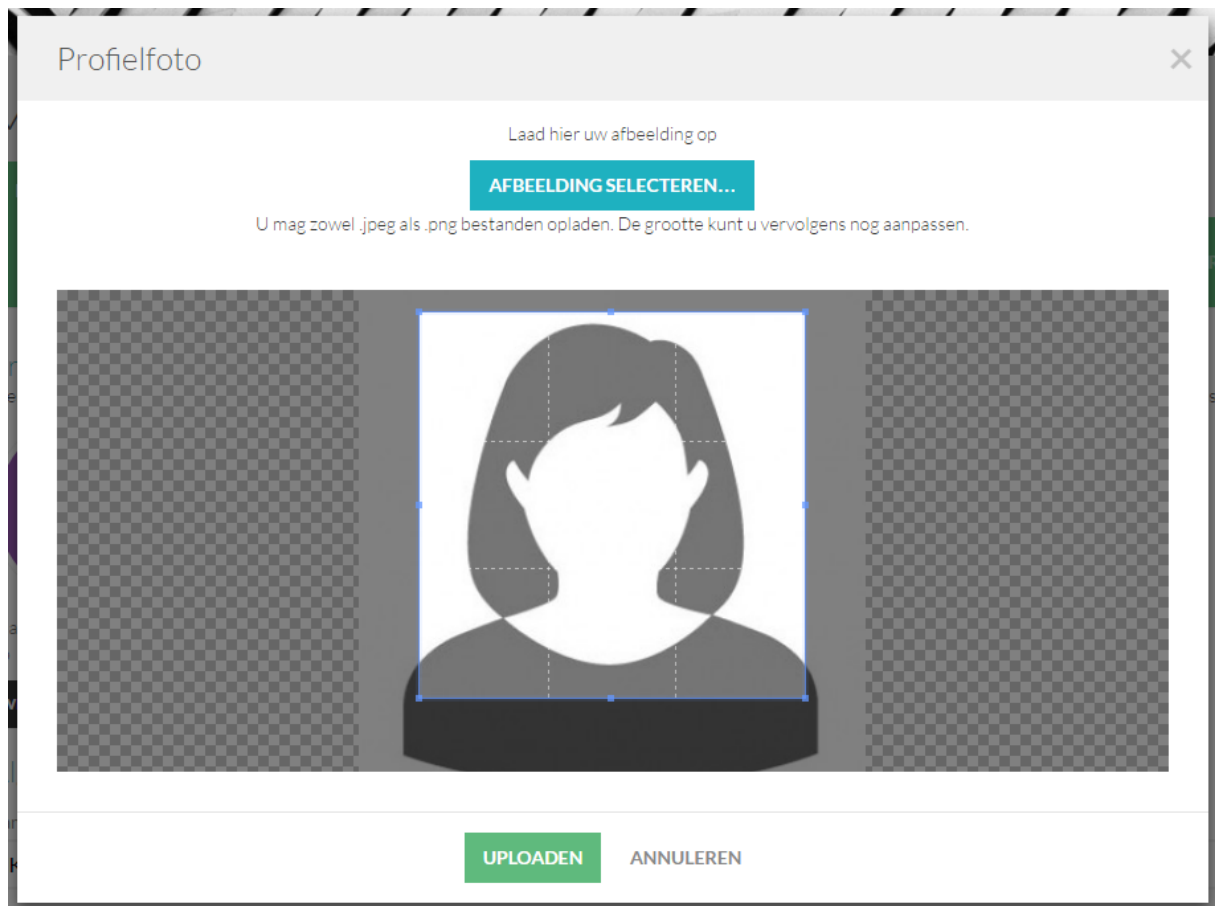 Profielfoto
Laad hier uw afbeelding op
AFBEELDING SELECTEREN...
U mag zowel .jpeg als .png bestanden opladen. De grootte kunt u vervolgens nog aanpassen.
UPLOADEN ANNULEREN